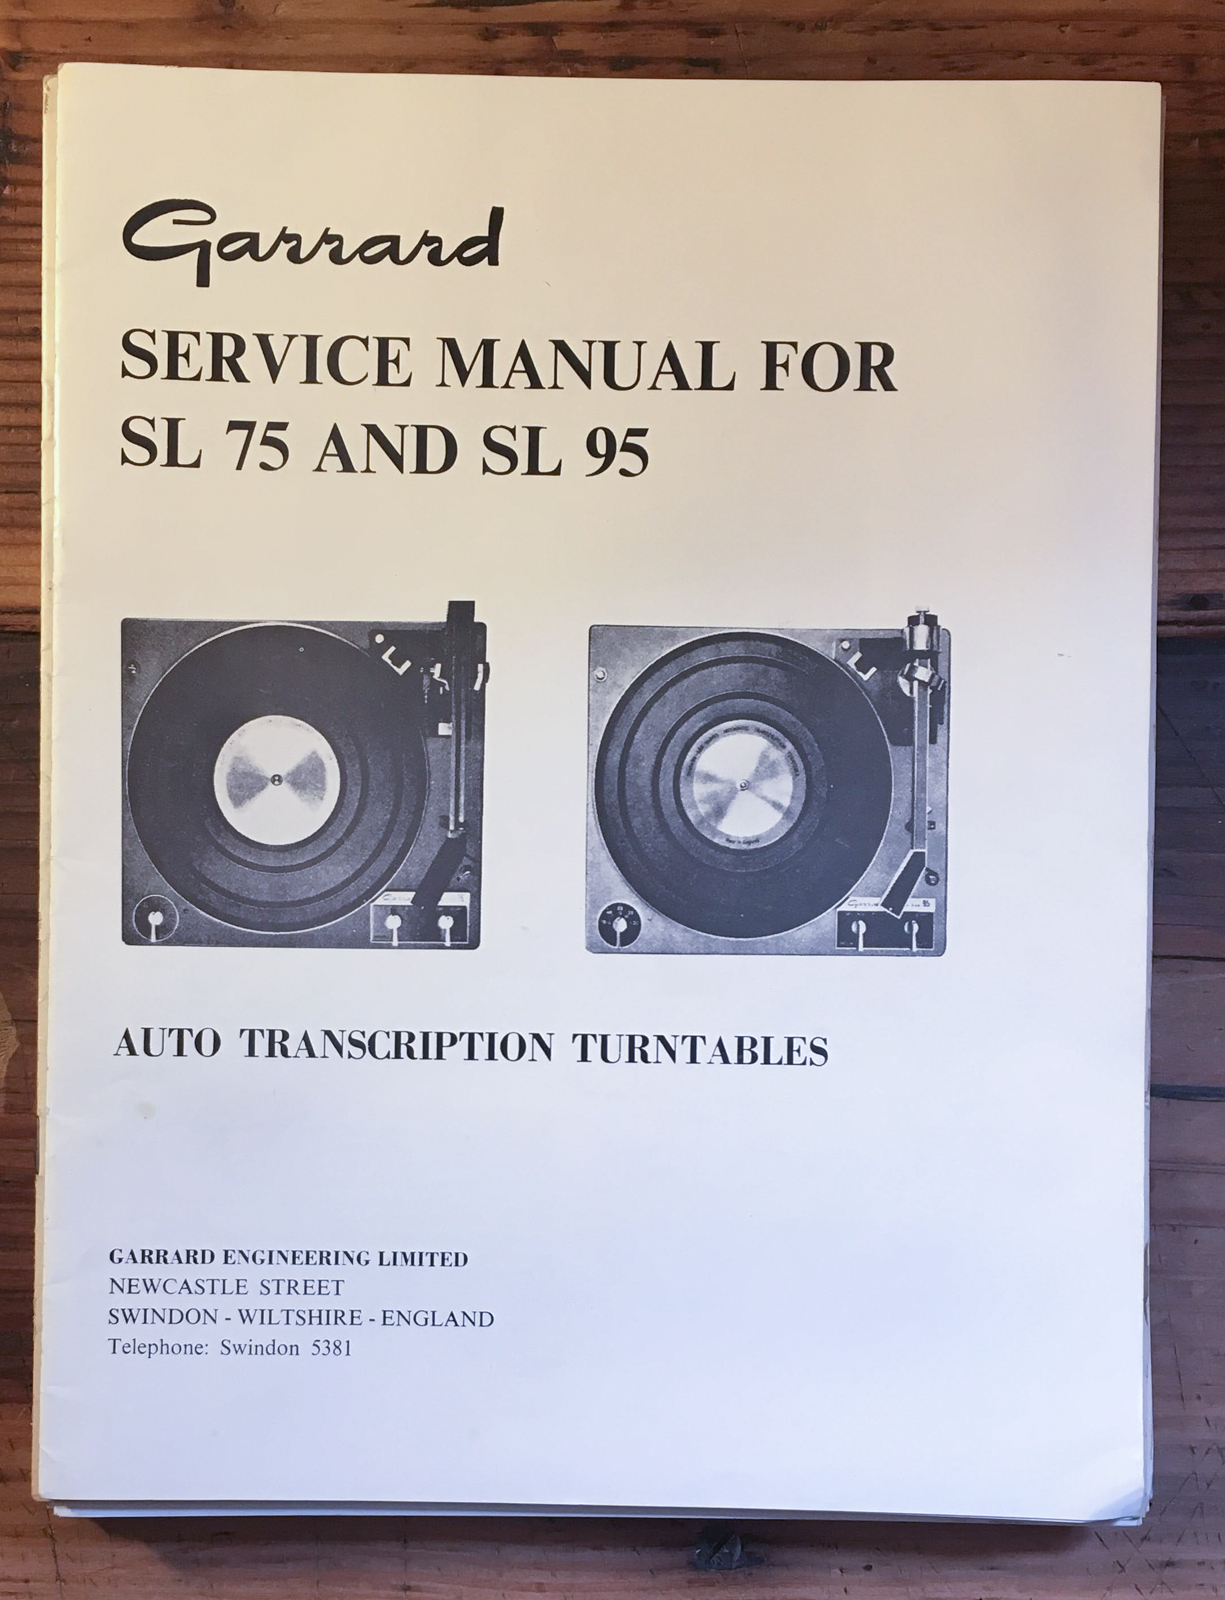 Garrard
SERVICE MANUAL FOR
SL 75 AND SL 95
AUTO TRANSCRIPTION TURNTABLES
GARRARD ENGINEERING LIMITED
NEWCASTLE STREET
SWINDON - WILTSHIRE - ENGLAND
Telephone: Swindon 5381